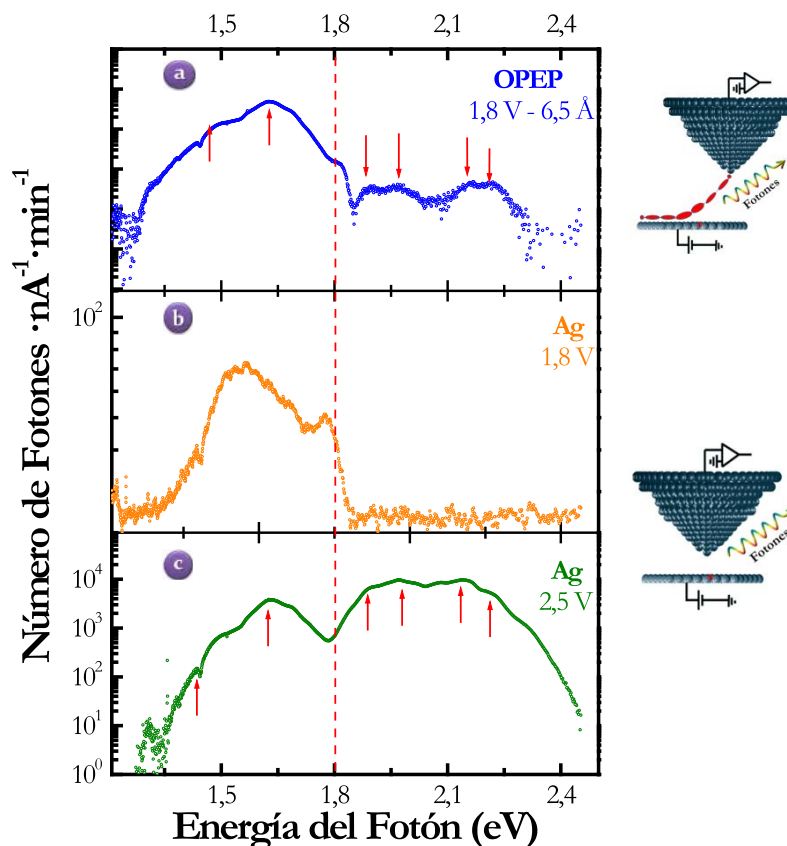 1,5 1,8 2,1 2,4
a
OPEP
1,8 V - 6,5 Å
Fotones
Número de Fotones ·nA⁻¹·min⁻¹
10²
b
Ag
1,8 V
Fotones
10⁴
10³
10²
10¹
10⁰
c
Ag
2,5 V
1,5 1,8 2,1 2,4
Energía del Fotón (eV)